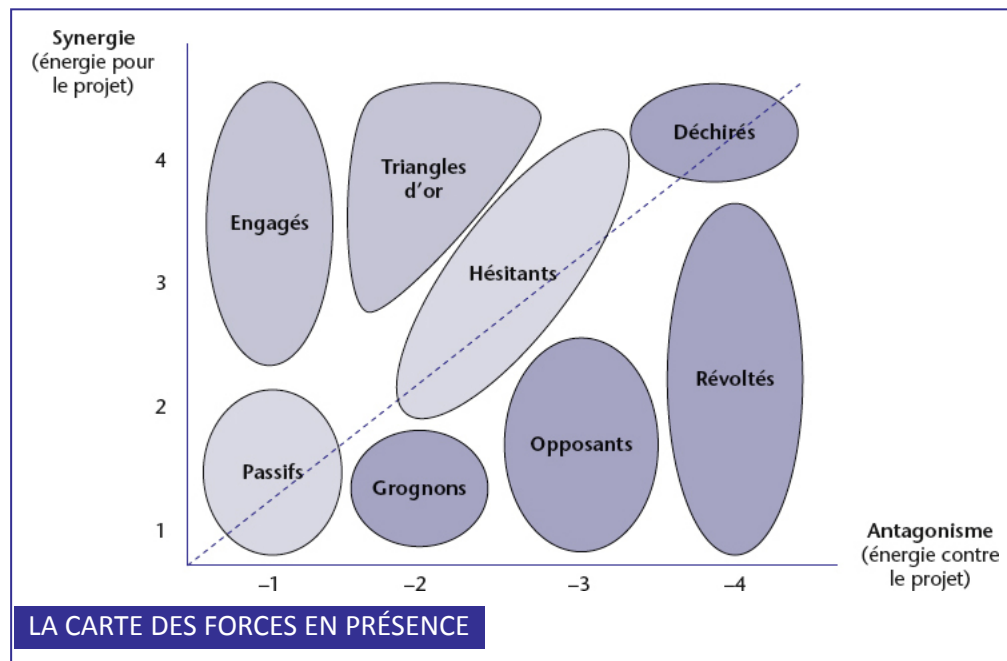 Synergie
(énergie pour
le projet)
Déchirés
4
Triangles
d'or
Engagés
Hésitants
3
Révoltés
2
Opposants
Passifs
Grognons
1
Antagonisme
(énergie contre
le projet)
–1
–2
–3
–4
LA CARTE DES FORCES EN PRÉSENCE